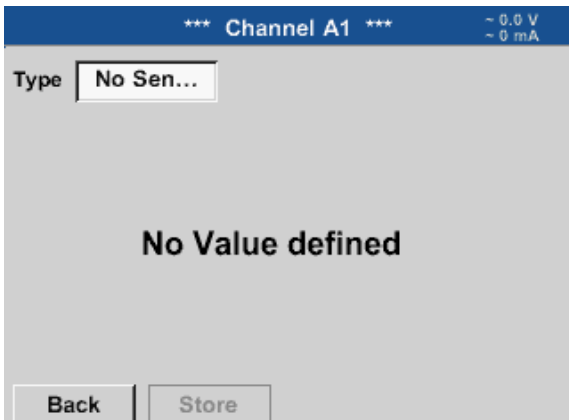 *** Channel A1 ***
~ 0.0 V
~ 0 mA
Type No Sen...
No Value defined
Back Store